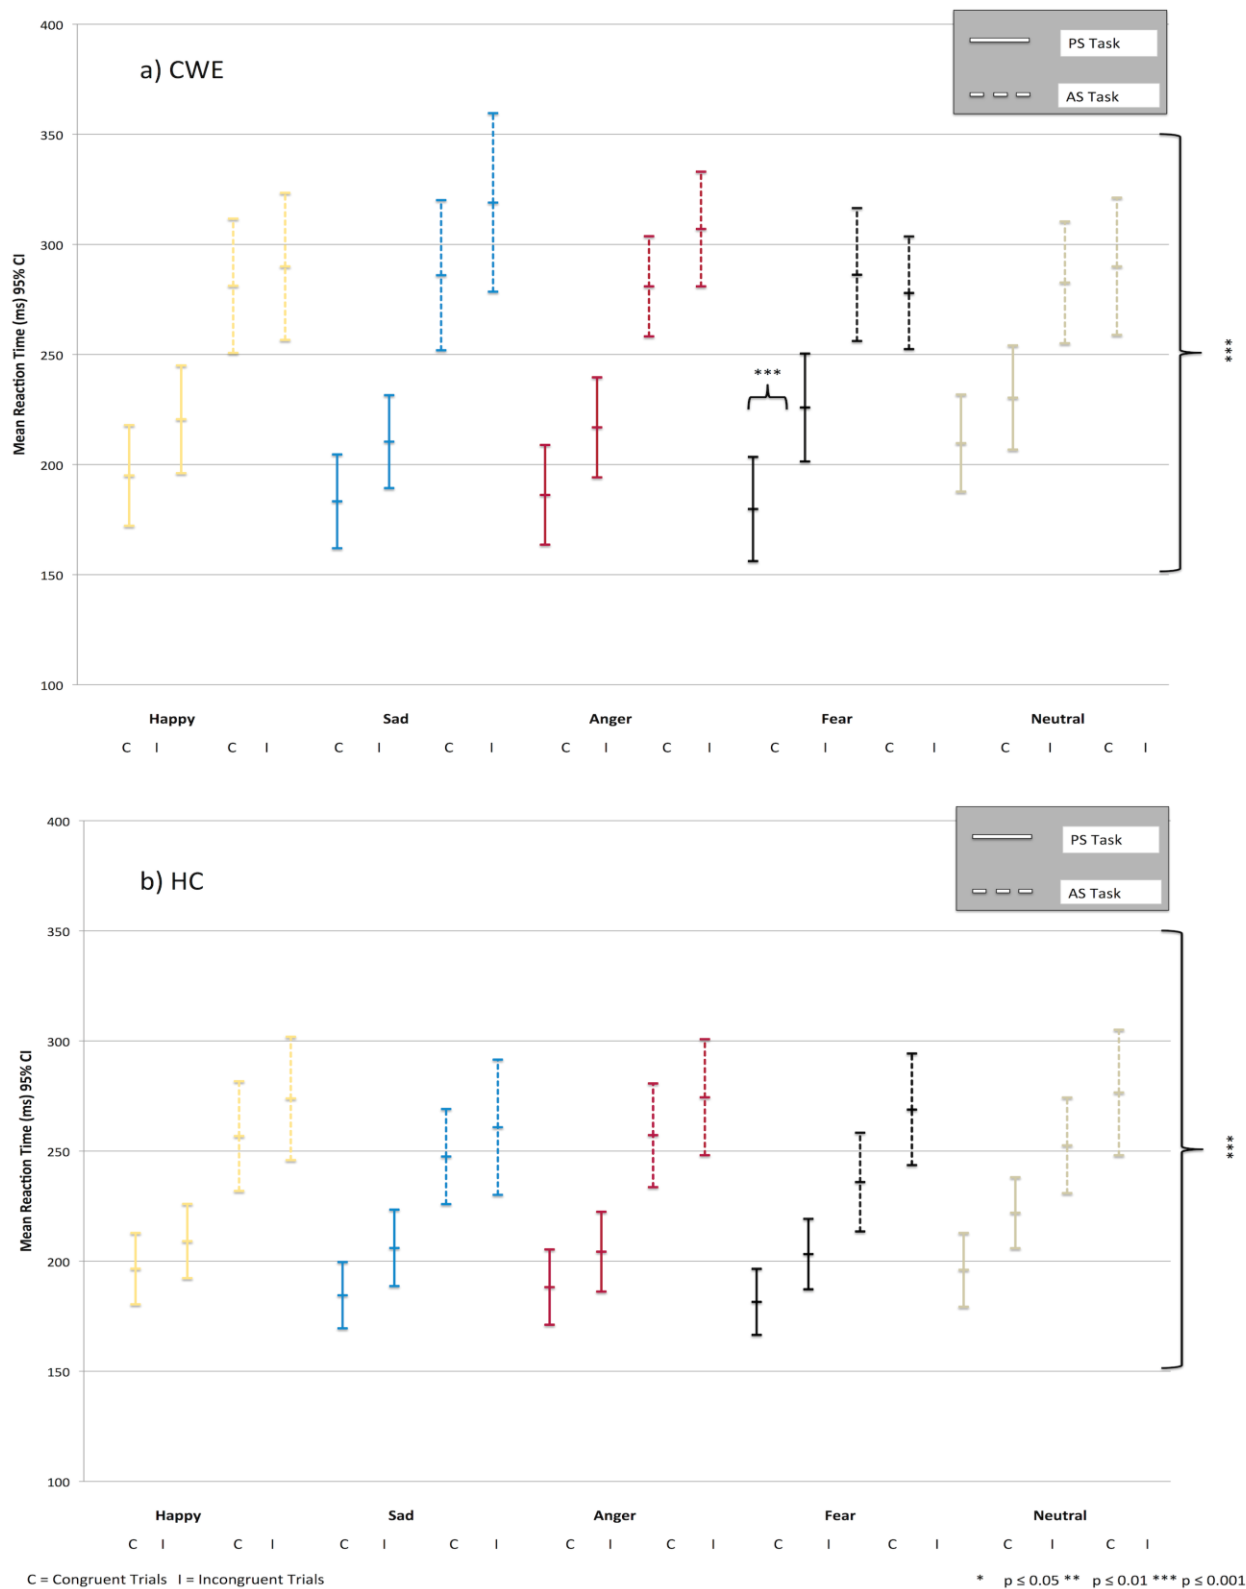 400
PS Task
a) CWE
AS Task
350
300
***
250
***
200
150
100
Mean Reaction Time (ms) 95% CI
Happy Sad Anger Fear Neutral
C I C I C I C I C I C I C I C I C I C I
400
PS Task
b) HC
AS Task
350
300
250
***
200
150
100
Mean Reaction Time (ms) 95% CI
Happy Sad Anger Fear Neutral
C I C I C I C I C I C I C I C I C I C I
C = Congruent Trials I = Incongruent Trials * p ≤ 0.05 ** p ≤ 0.01 *** p ≤ 0.001